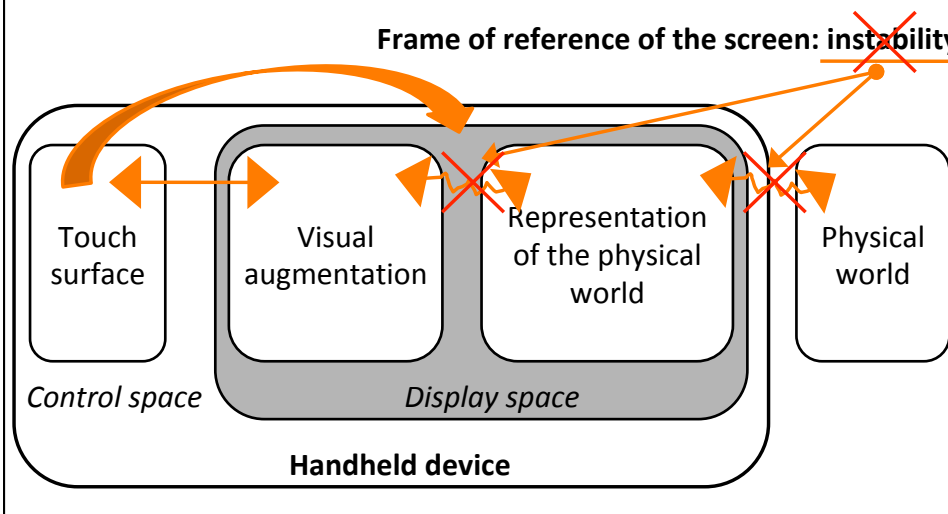 Frame of reference of the screen: instability
Touch
surface
Visual
augmentation
Representation
of the physical
world
Physical
world
Control space
Display space
Handheld device